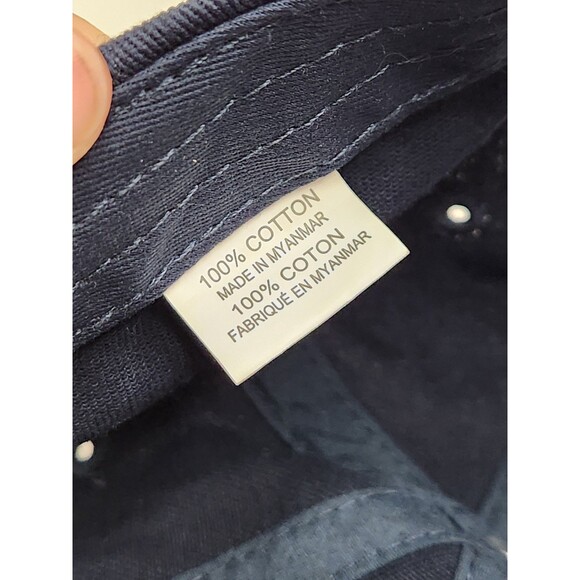 100% COTTON
MADE IN MYANMAR
100% COTON
FABRIQUÉ EN MYANMAR